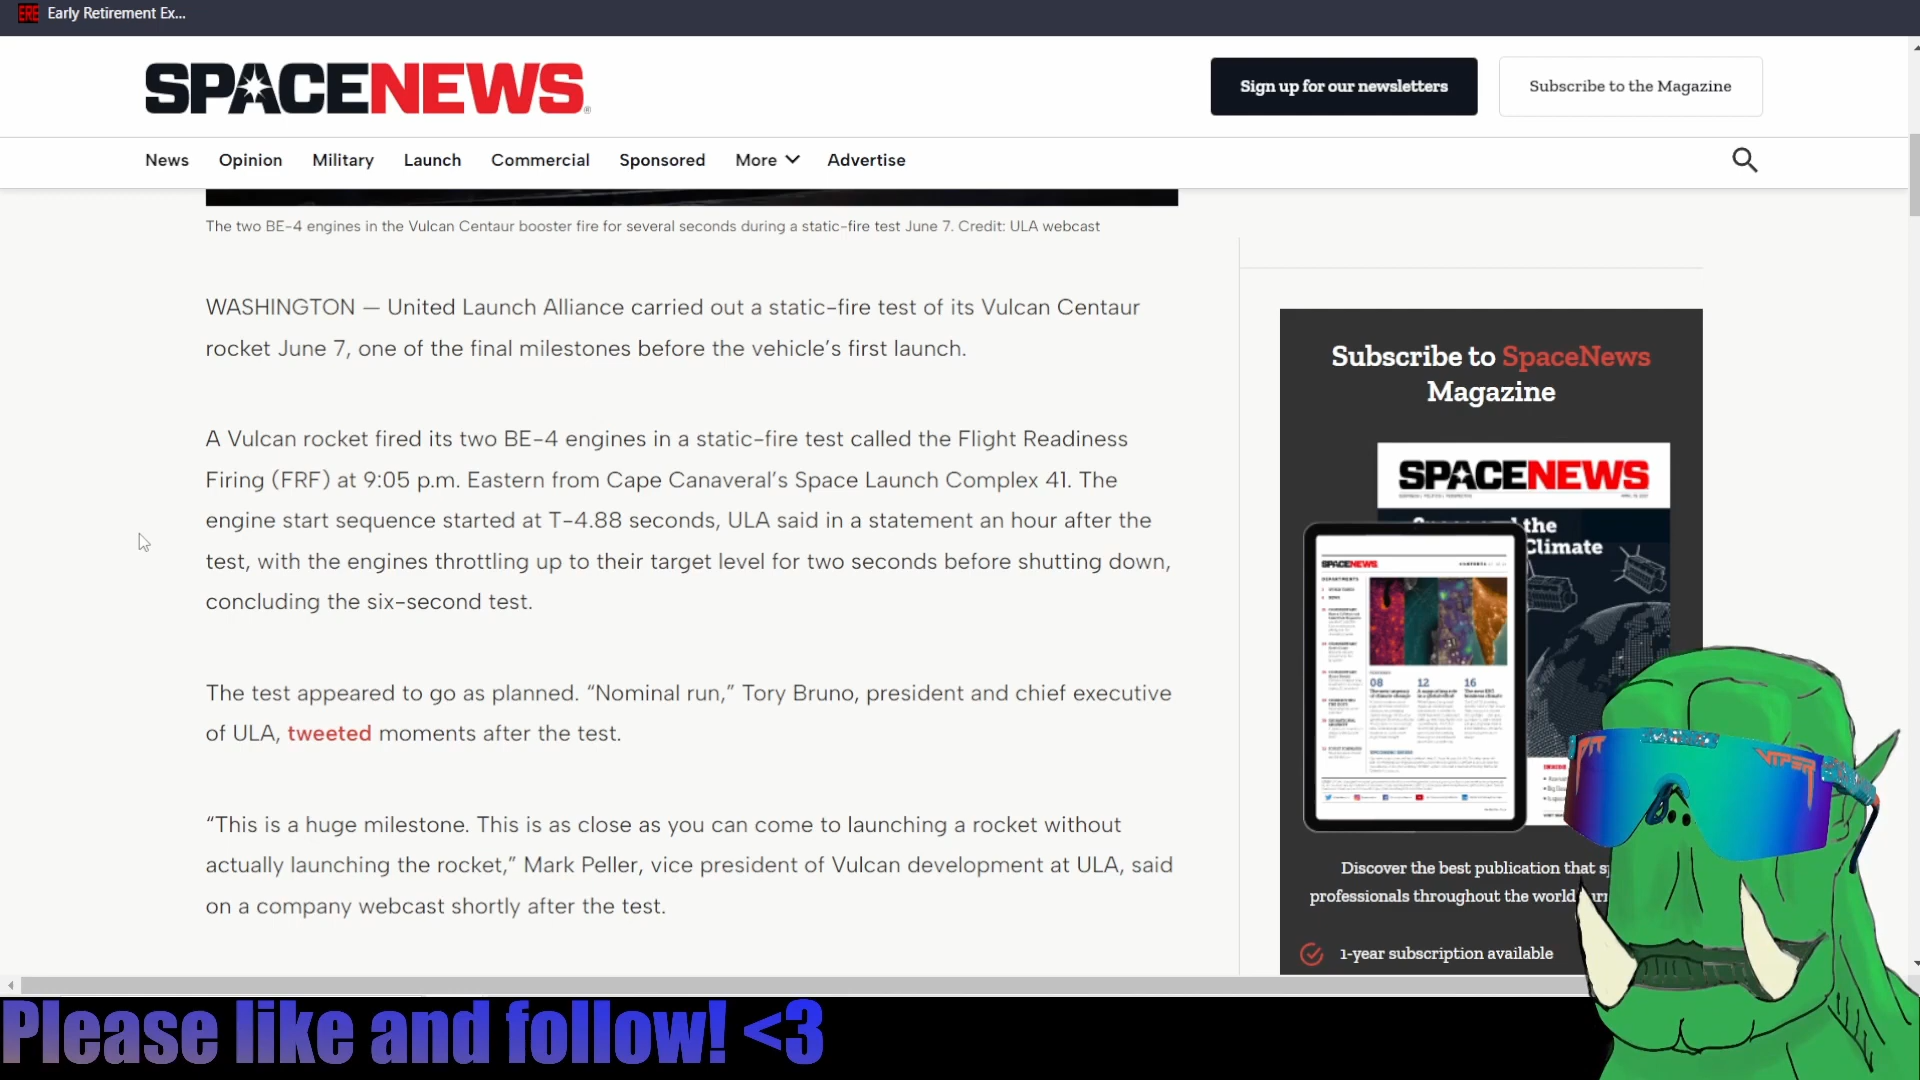 Early Retirement Ex...
SPACENEWS®
Sign up for our newsletters
Subscribe to the Magazine
News
Opinion
Military
Launch
Commercial
Sponsored
More
Advertise
The two BE-4 engines in the Vulcan Centaur booster fire for several seconds during a static-fire test June 7. Credit: ULA webcast
WASHINGTON — United Launch Alliance carried out a static-fire test of its Vulcan Centaur
rocket June 7, one of the final milestones before the vehicle’s first launch.
A Vulcan rocket fired its two BE-4 engines in a static-fire test called the Flight Readiness
Firing (FRF) at 9:05 p.m. Eastern from Cape Canaveral’s Space Launch Complex 41. The
engine start sequence started at T-4.88 seconds, ULA said in a statement an hour after the
test, with the engines throttling up to their target level for two seconds before shutting down,
concluding the six-second test.
The test appeared to go as planned. “Nominal run,” Tory Bruno, president and chief executive
of ULA, tweeted moments after the test.
“This is a huge milestone. This is as close as you can come to launching a rocket without
actually launching the rocket,” Mark Peller, vice president of Vulcan development at ULA, said
on a company webcast shortly after the test.
Subscribe to SpaceNews
Magazine
SPACENEWS
the
Climate
SPACENEWS
08
12
16
Discover the best publication that
professionals throughout the world
1-year subscription available
PIT
VIPER
Please like and follow! <3